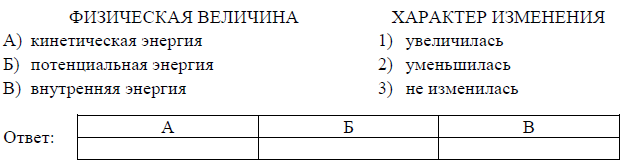 ФИЗИЧЕСКАЯ ВЕЛИЧИНА ХАРАКТЕР ИЗМЕНЕНИЯ
А) кинетическая энергия 1) увеличилась
Б) потенциальная энергия 2) уменьшилась
В) внутренняя энергия 3) не изменилась
А Б В
Ответ: